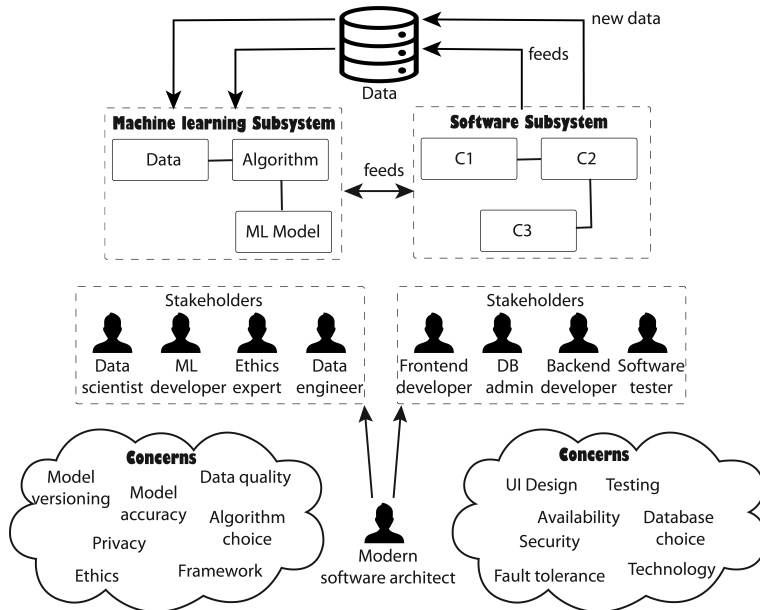 new data
feeds
Data
Machine learning Subsystem
Data
Algorithm
ML Model
feeds
Software Subsystem
C1
C2
C3
Stakeholders
Data
scientist
ML
developer
Ethics
expert
Data
engineer
Stakeholders
Frontend
developer
DB
admin
Backend
developer
Software
tester
Concerns
Model
versioning
Data quality
Model
accuracy
Algorithm
choice
Privacy
Ethics
Framework
Modern
software architect
Concerns
UI Design
Testing
Availability
Database
choice
Security
Fault tolerance
Technology